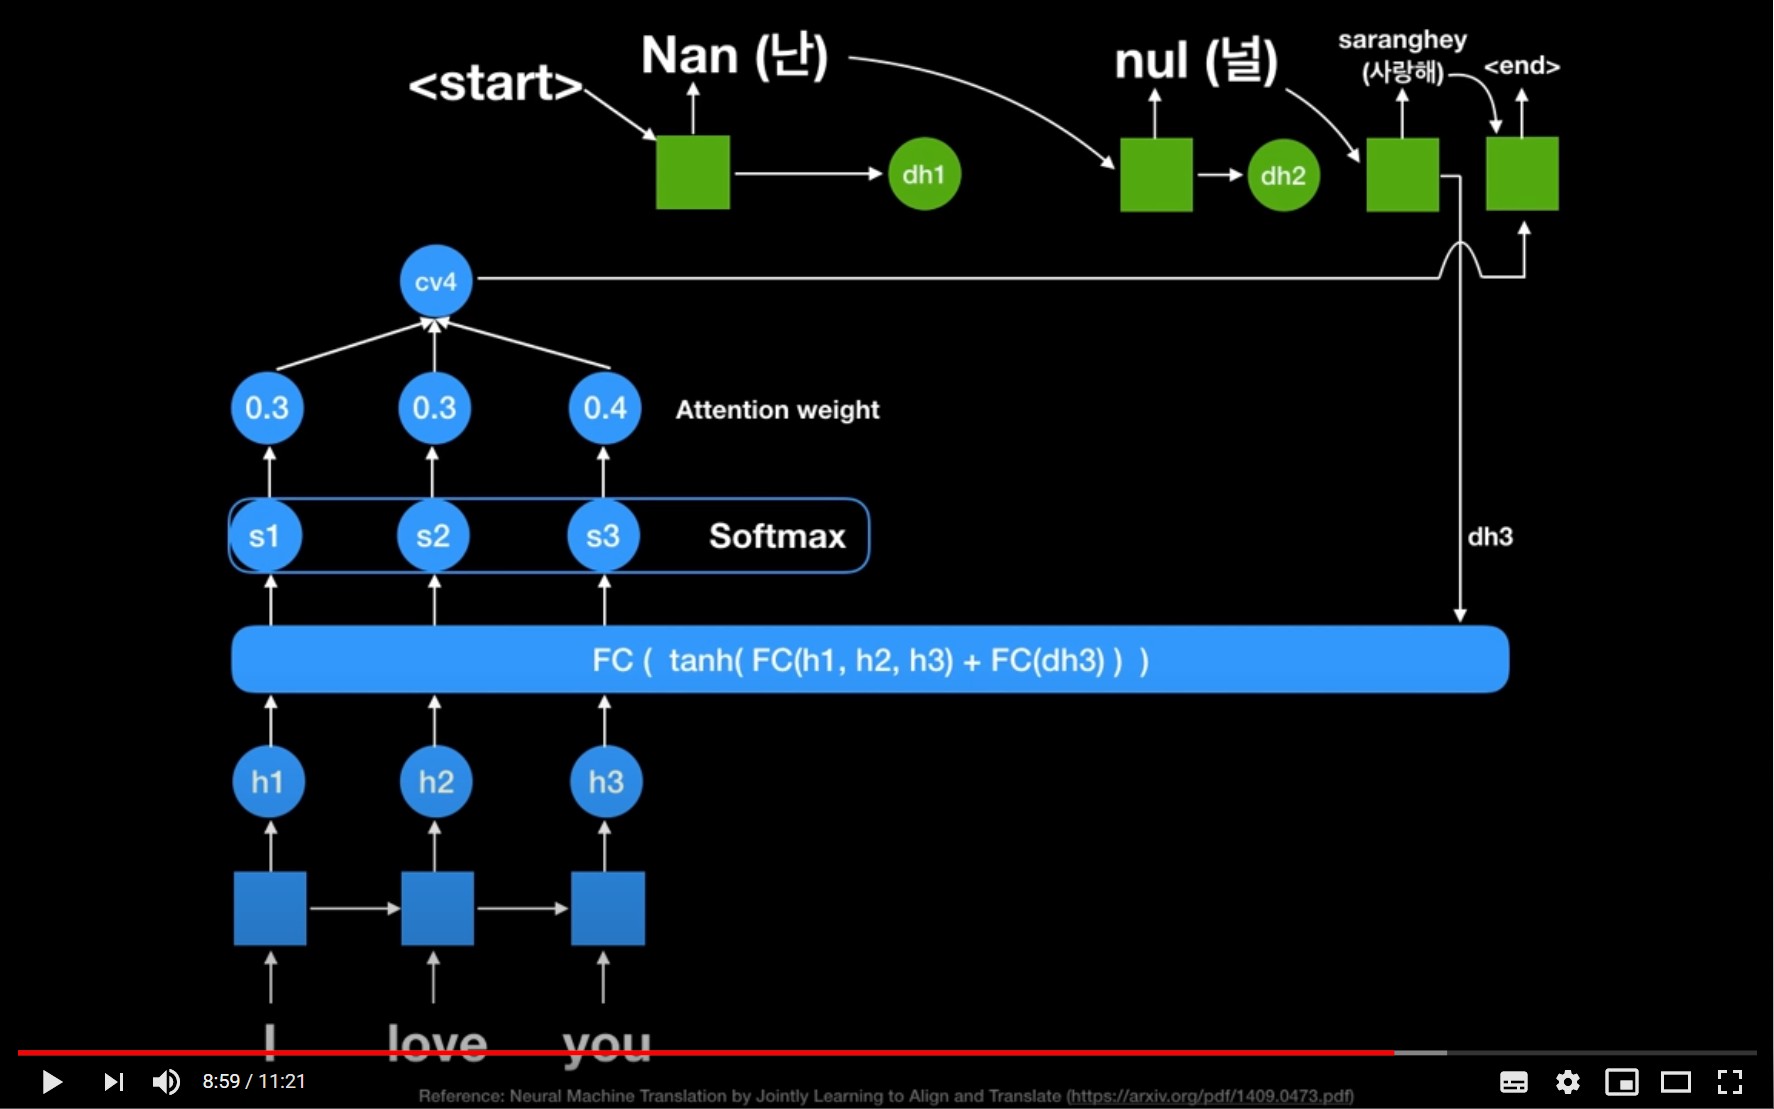 <start>
Nan (난)
nul (널)
saranghey
(사랑해)
<end>
dh1
dh2
cv4
0.3
0.3
0.4
Attention weight
s1
s2
s3
Softmax
dh3
FC ( tanh( FC(h1, h2, h3) + FC(dh3) ) )
h1
h2
h3
I
love
you
8:59 / 11:21
Reference: Neural Machine Translation by Jointly Learning to Align and Translate (https://arxiv.org/pdf/1409.0473.pdf)